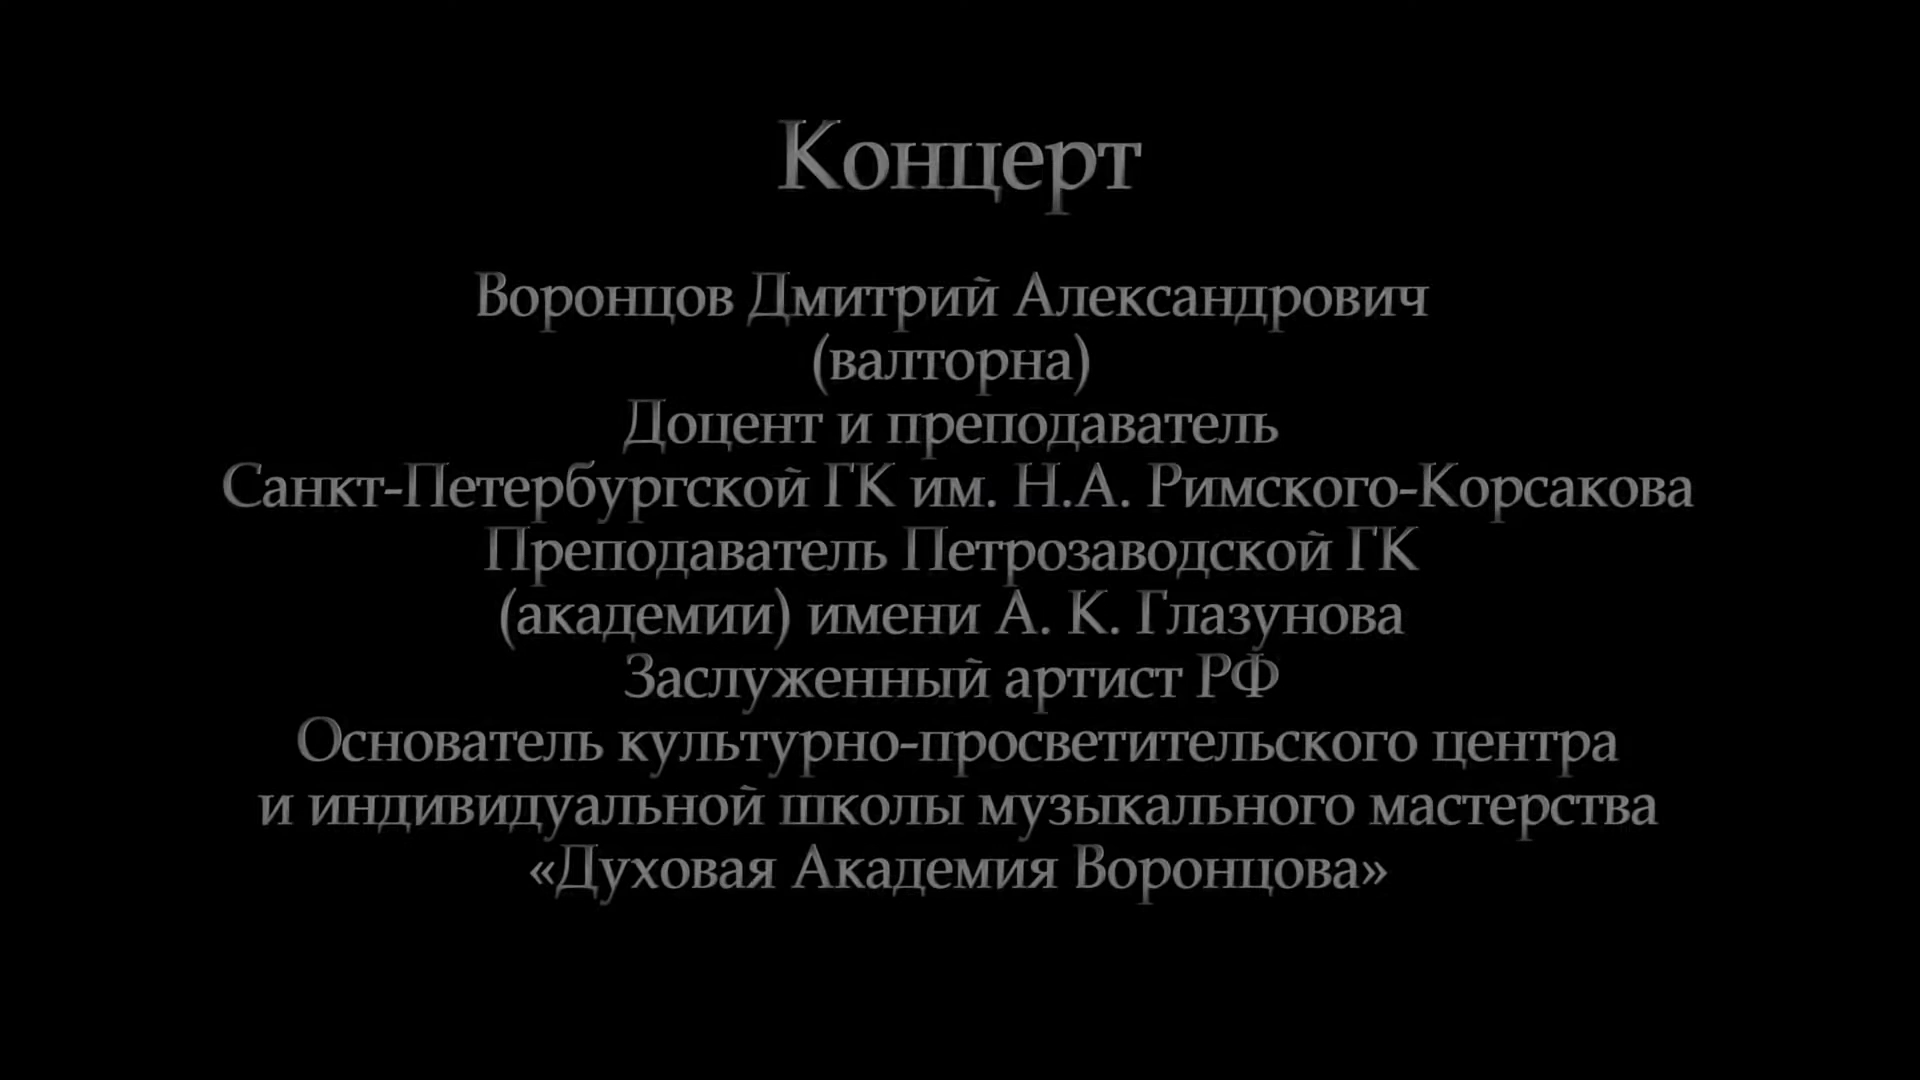 Концерт
Воронцов Дмитрий Александрович
(валторна)
Доцент и преподаватель
Санкт-Петербургской ГК им. Н.А. Римского-Корсакова
Преподаватель Петрозаводской ГК
(академии) имени А. К. Глазунова
Заслуженный артист РФ
Основатель культурно-просветительского центра
и индивидуальной школы музыкального мастерства
«Духовая Академия Воронцова»